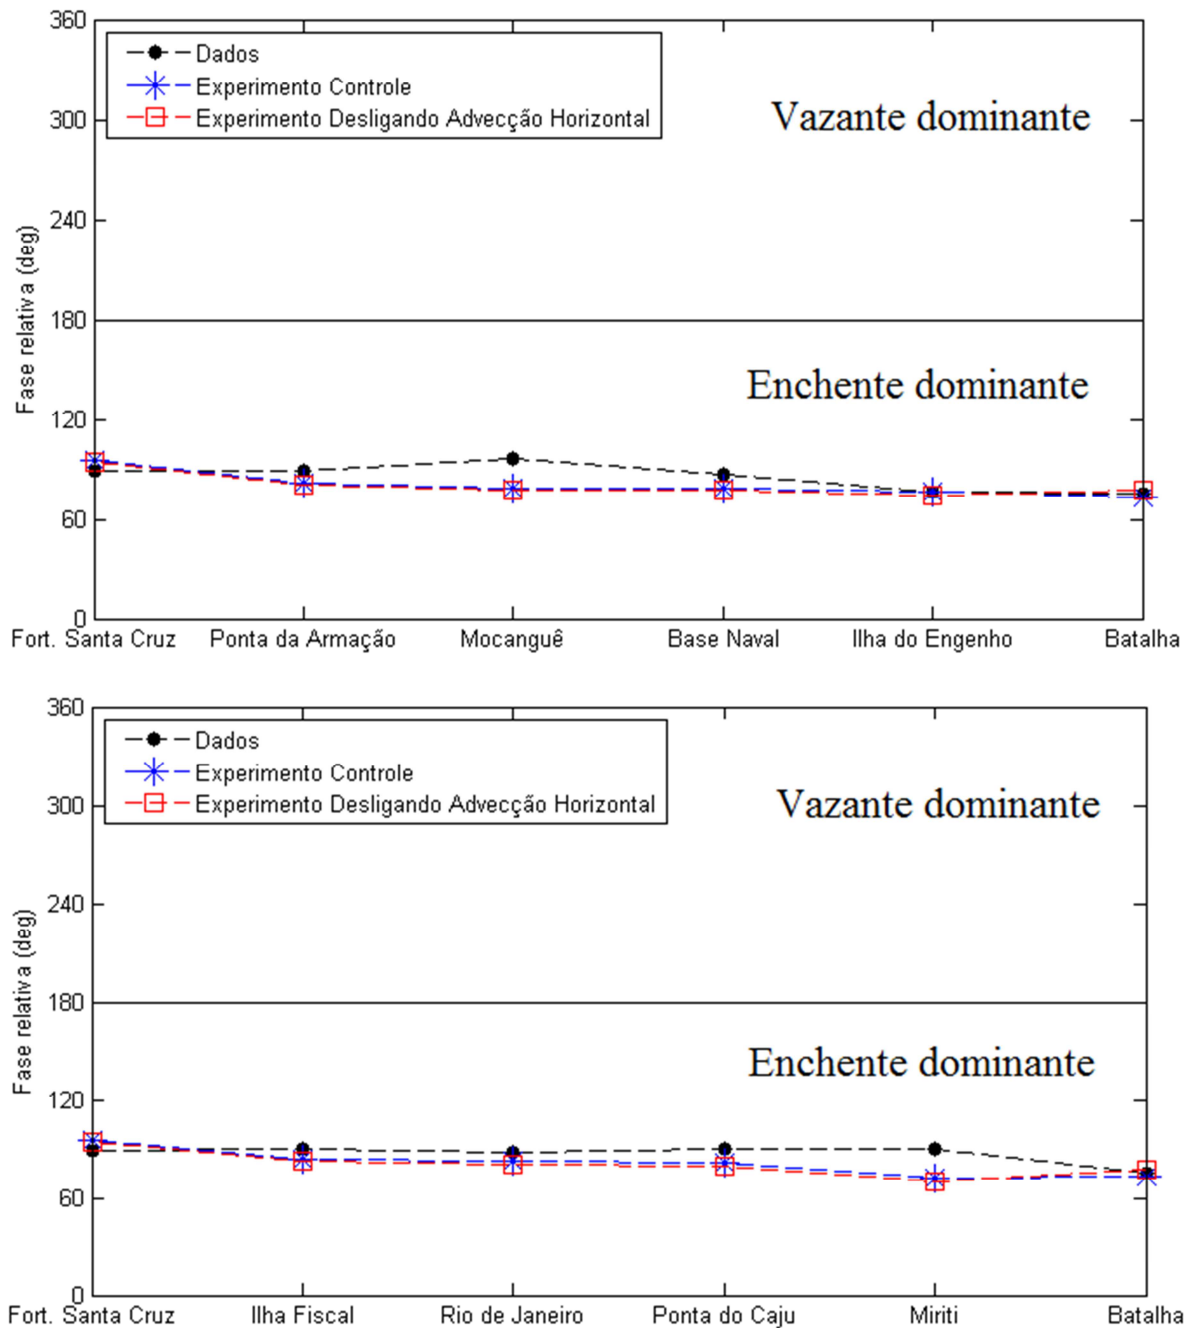 360
300
240
180
120
60
0
Fase relativa (deg)
Dados
Experimento Controle
Experimento Desligando Advecção Horizontal
Vazante dominante
Enchente dominante
Fort. Santa Cruz Ponta da Armação Mocanguê Base Naval Ilha do Engenho Batalha
360
300
240
180
120
60
0
Fase relativa (deg)
Dados
Experimento Controle
Experimento Desligando Advecção Horizontal
Vazante dominante
Enchente dominante
Fort. Santa Cruz Ilha Fiscal Rio de Janeiro Ponta do Caju Miriti Batalha